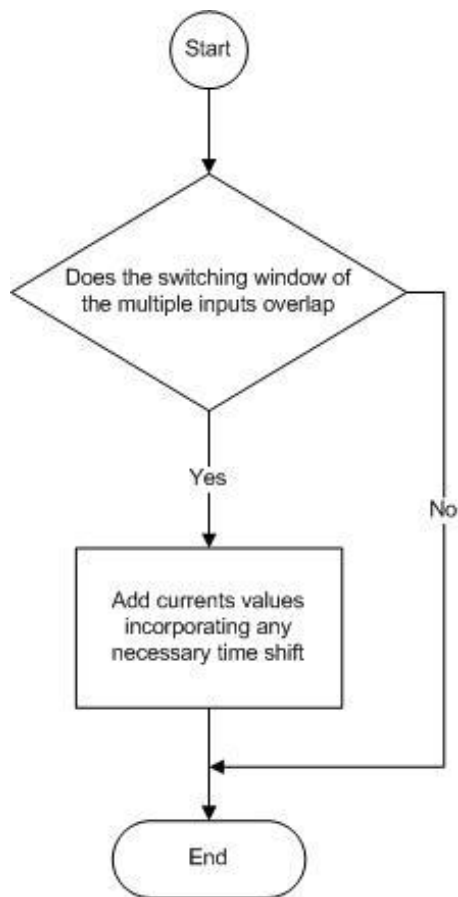 Start
Does the switching window of
the multiple inputs overlap
Yes
No
Add currents values
incorporating any
necessary time shift
End